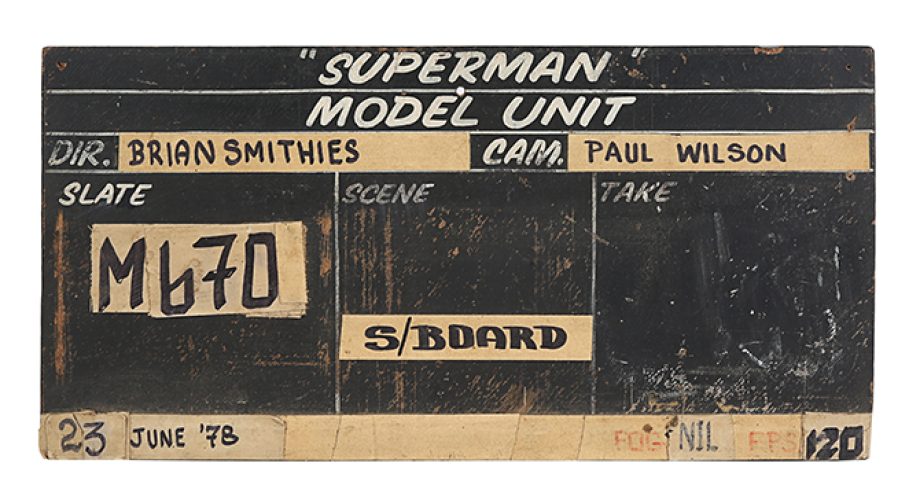 "SUPERMAN"
MODEL UNIT
DIR. BRIAN SMITHIES CAM. PAUL WILSON
SLATE SCENE TAKE
M670
S/BOARD
23 JUNE '78 FOG NIL FPS 120